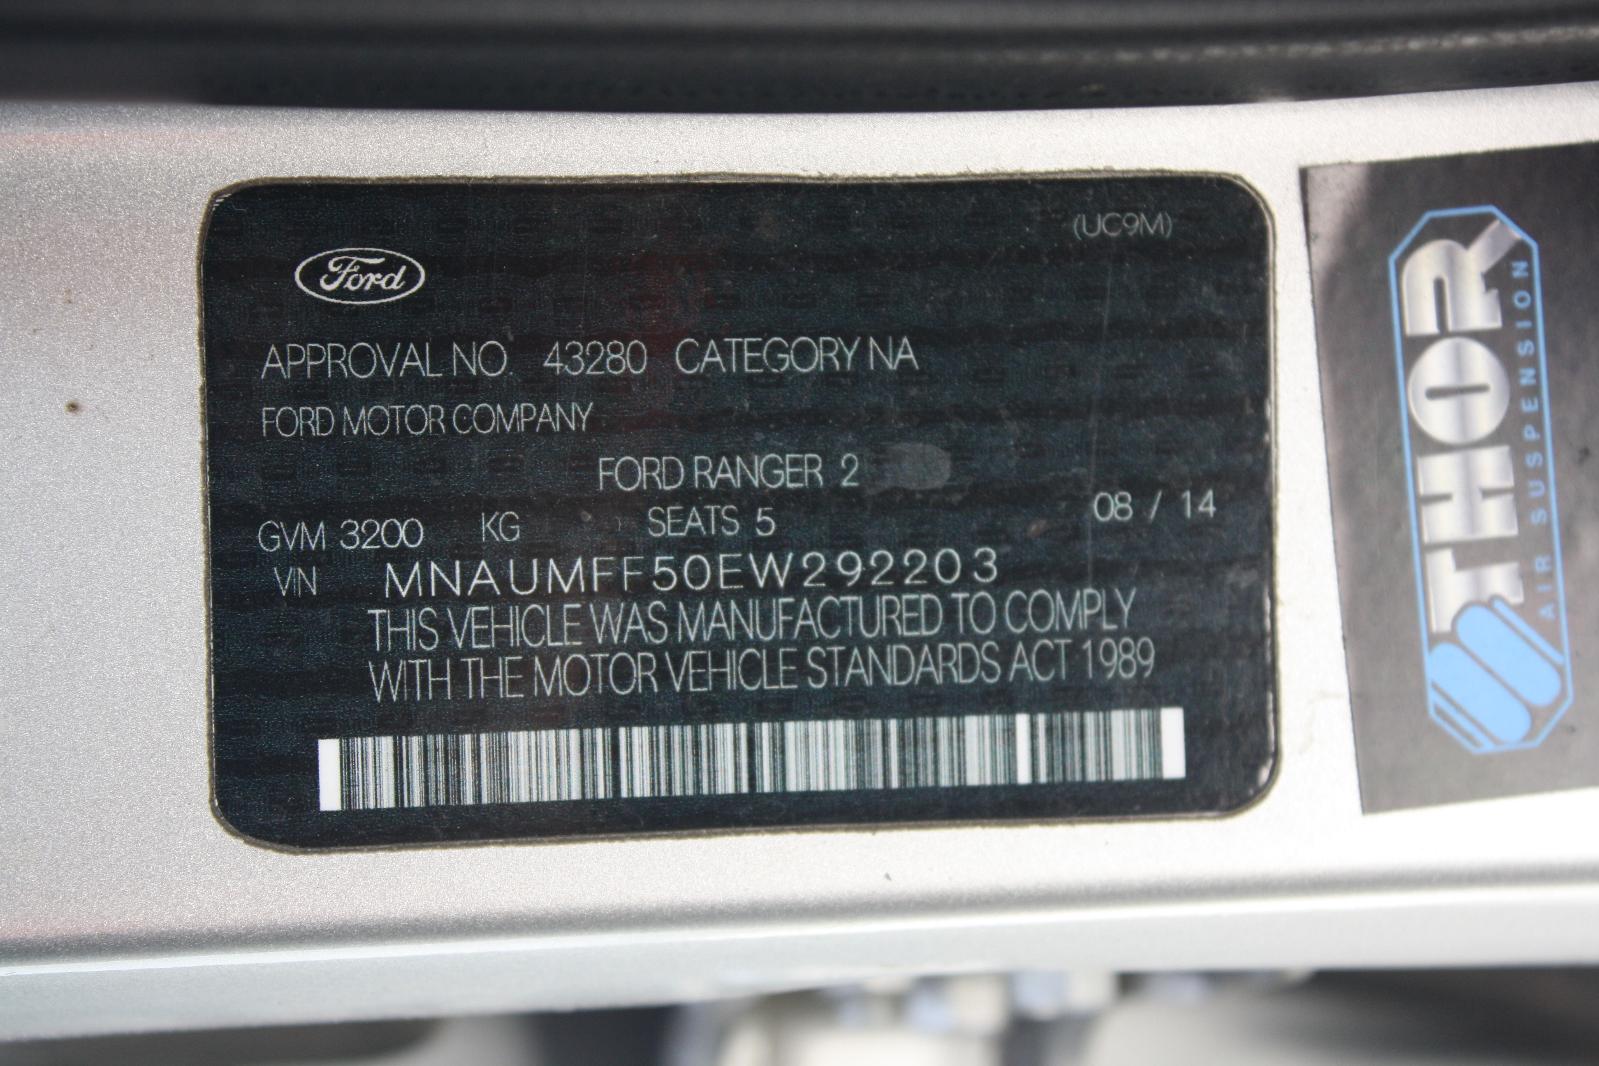 (UC9M)
Ford
APPROVAL NO. 43280 CATEGORY NA
FORD MOTOR COMPANY
FORD RANGER 2
GVM 3200 KG SEATS 5 08 / 14
VIN MNAUMFF50EW292203
THIS VEHICLE WAS MANUFACTURED TO COMPLY
WITH THE MOTOR VEHICLE STANDARDS ACT 1989
THOR
AIR SUSPENSION